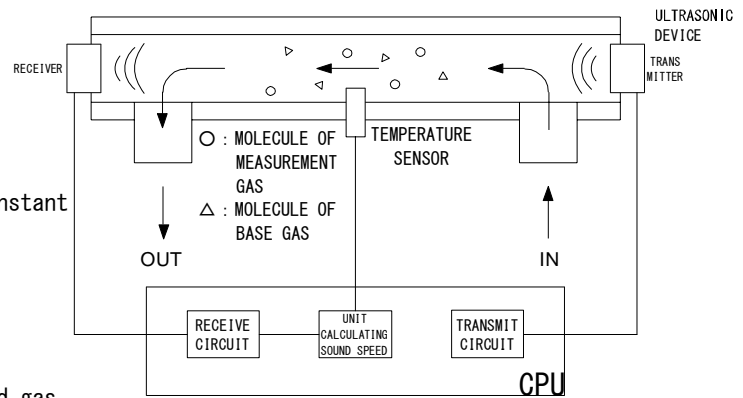 ULTRASONIC
DEVICE
RECEIVER
TRANS
MITTER
TEMPERATURE
SENSOR
○ : MOLECULE OF
MEASUREMENT
GAS
△ : MOLECULE OF
BASE GAS
nstant
OUT
IN
RECEIVE
CIRCUIT
UNIT
CALCULATING
SOUND SPEED
TRANSMIT
CIRCUIT
CPU
d gas